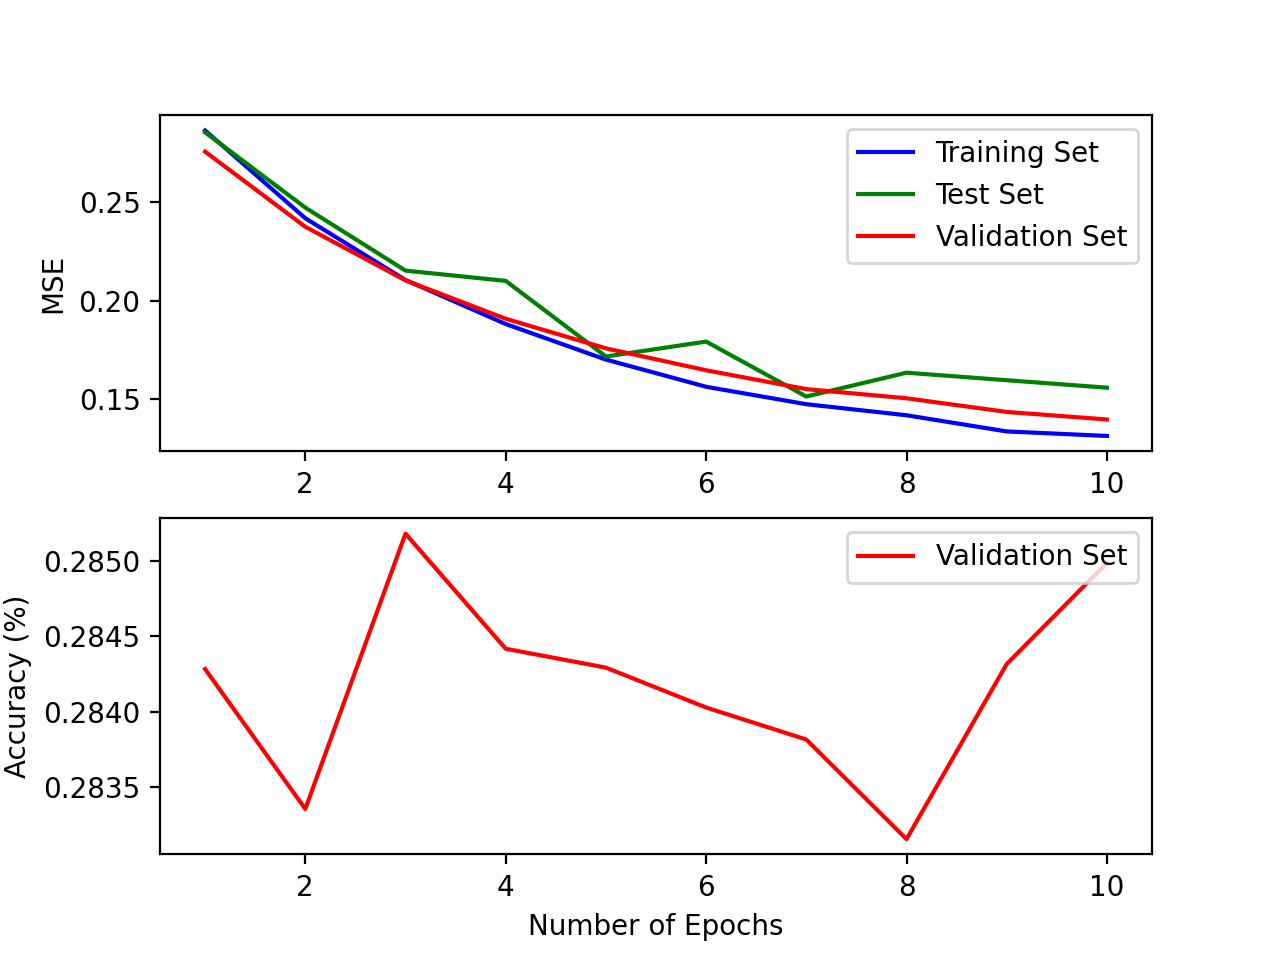 0.25
0.20
0.15
MSE
Training Set
Test Set
Validation Set
2 4 6 8 10
0.2850
0.2845
0.2840
0.2835
Accuracy (%)
Validation Set
2 4 6 8 10
Number of Epochs